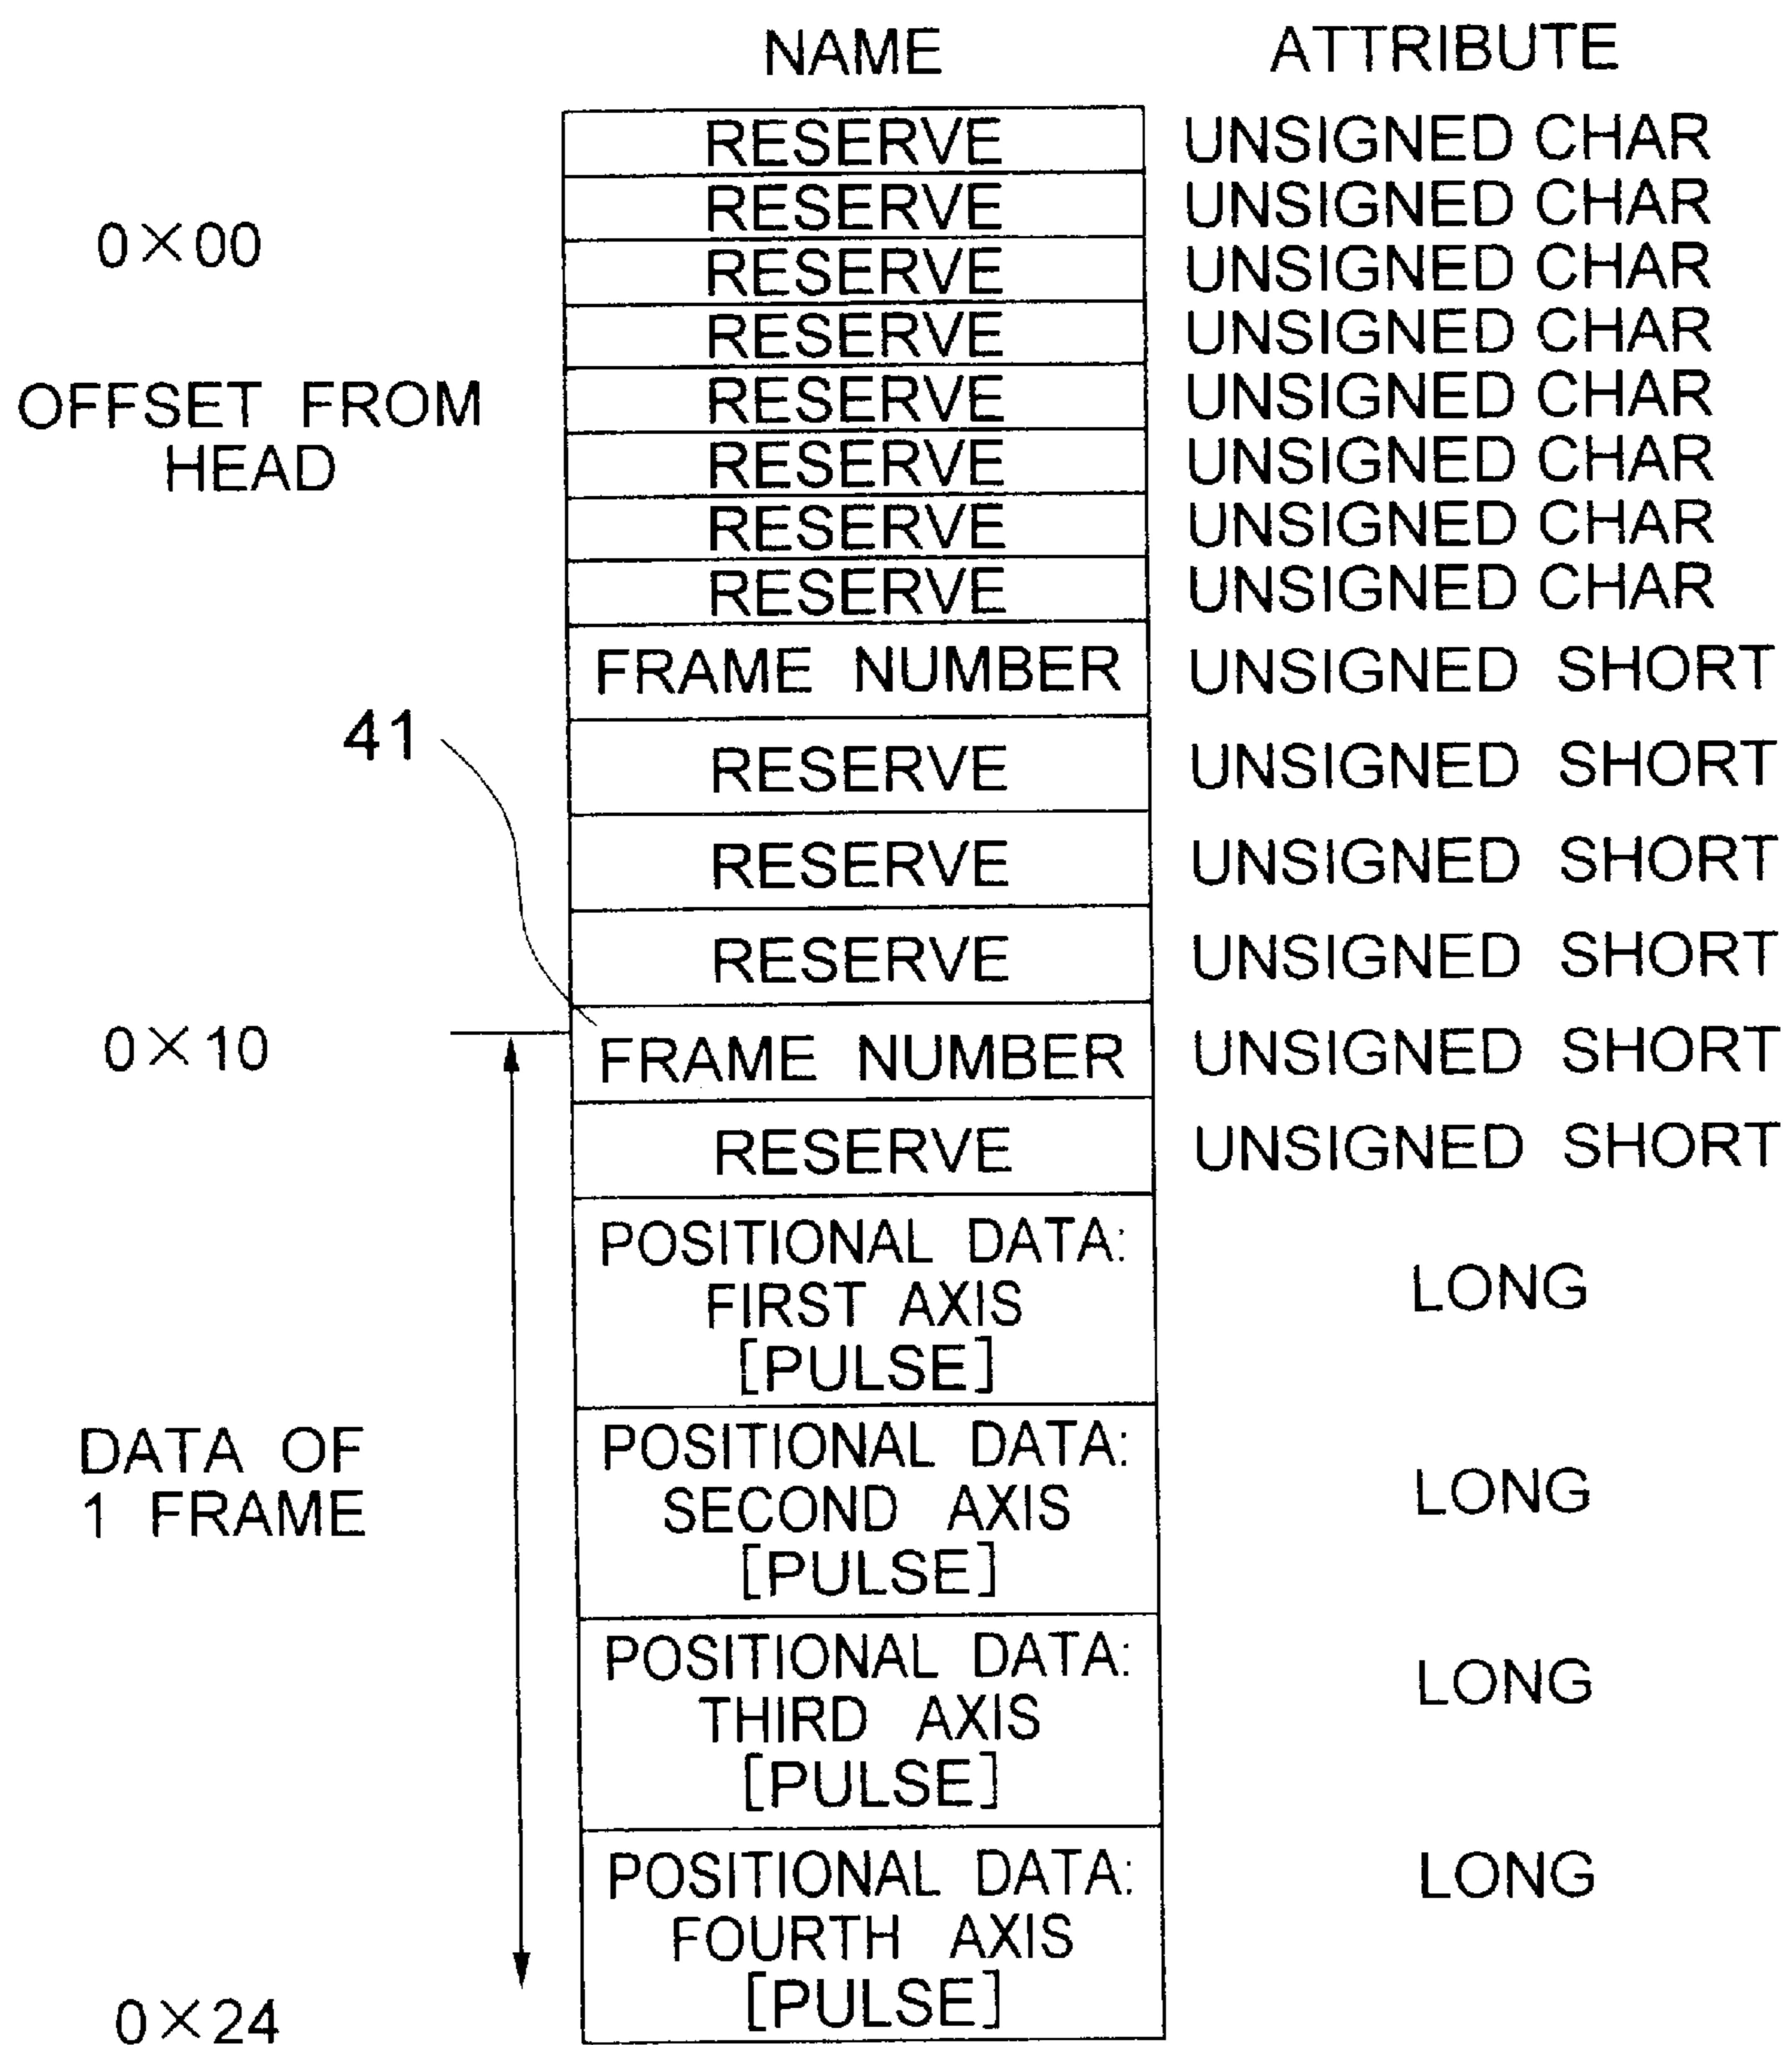 NAME ATTRIBUTE
RESERVE UNSIGNED CHAR
RESERVE UNSIGNED CHAR
0×00
RESERVE UNSIGNED CHAR
RESERVE UNSIGNED CHAR
OFFSET FROM
HEAD
RESERVE UNSIGNED CHAR
RESERVE UNSIGNED CHAR
RESERVE UNSIGNED CHAR
RESERVE UNSIGNED CHAR
FRAME NUMBER UNSIGNED SHORT
41
RESERVE UNSIGNED SHORT
RESERVE UNSIGNED SHORT
RESERVE UNSIGNED SHORT
0×10 FRAME NUMBER UNSIGNED SHORT
RESERVE UNSIGNED SHORT
POSITIONAL DATA:
FIRST AXIS LONG
[PULSE]
DATA OF
1 FRAME
POSITIONAL DATA:
SECOND AXIS LONG
[PULSE]
POSITIONAL DATA:
THIRD AXIS LONG
[PULSE]
POSITIONAL DATA: LONG
FOURTH AXIS
[PULSE]
0×24